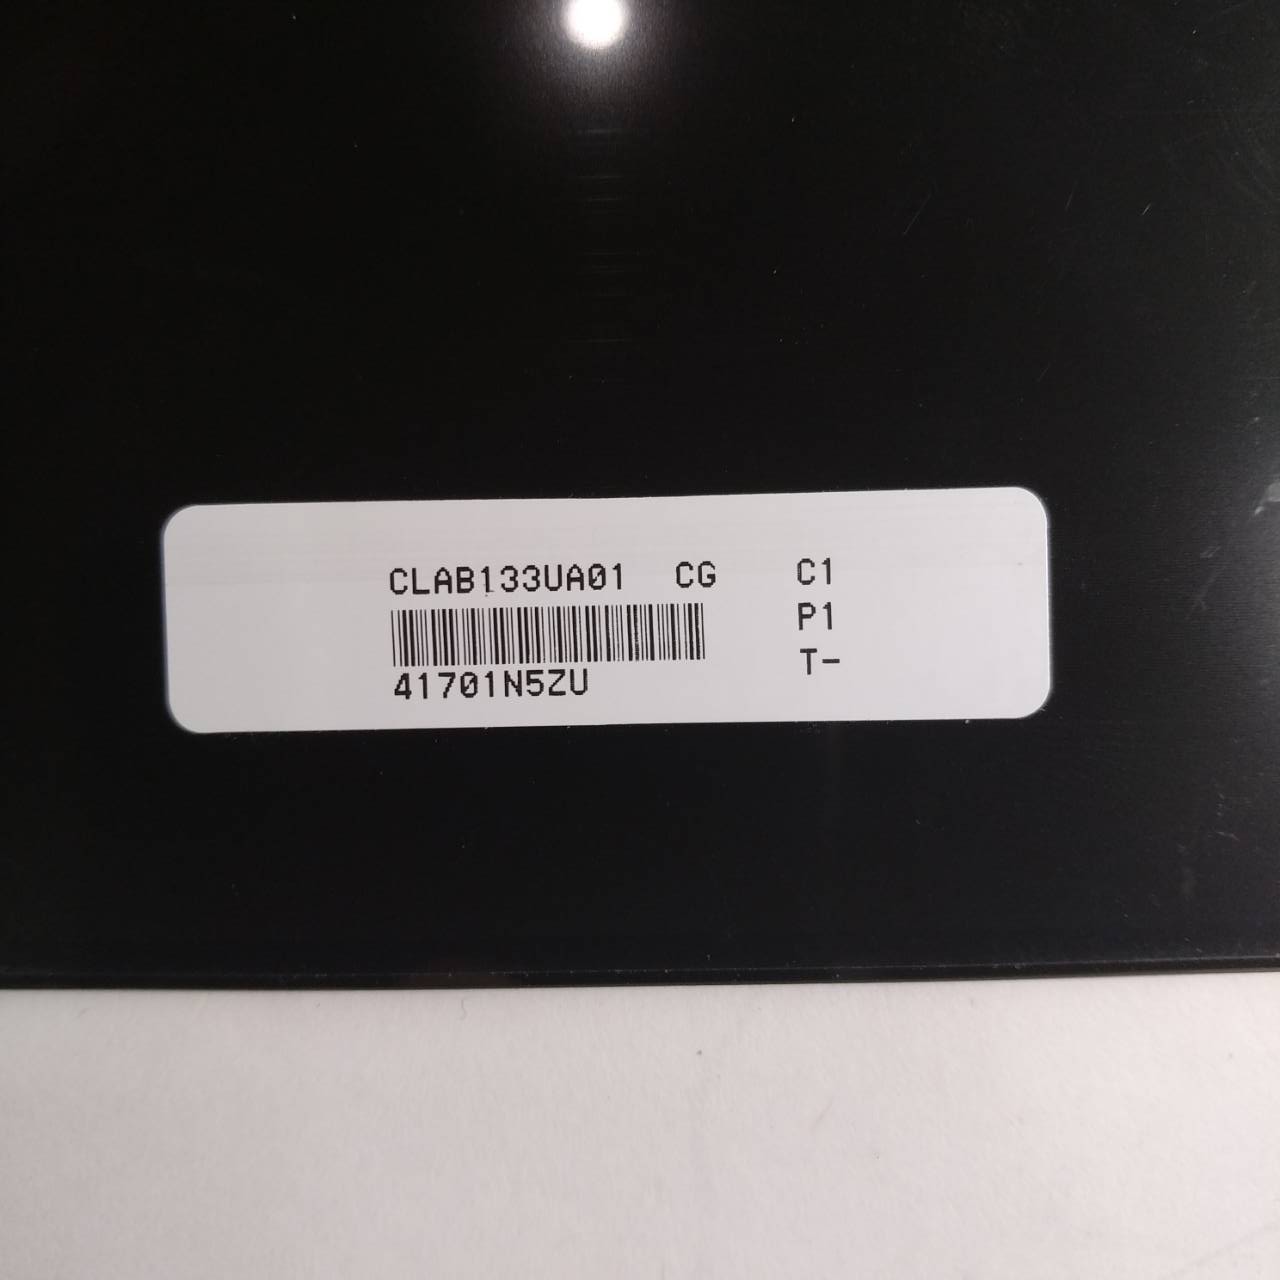 CLAB133UA01 CG C1
P1
T-
41701N5ZU